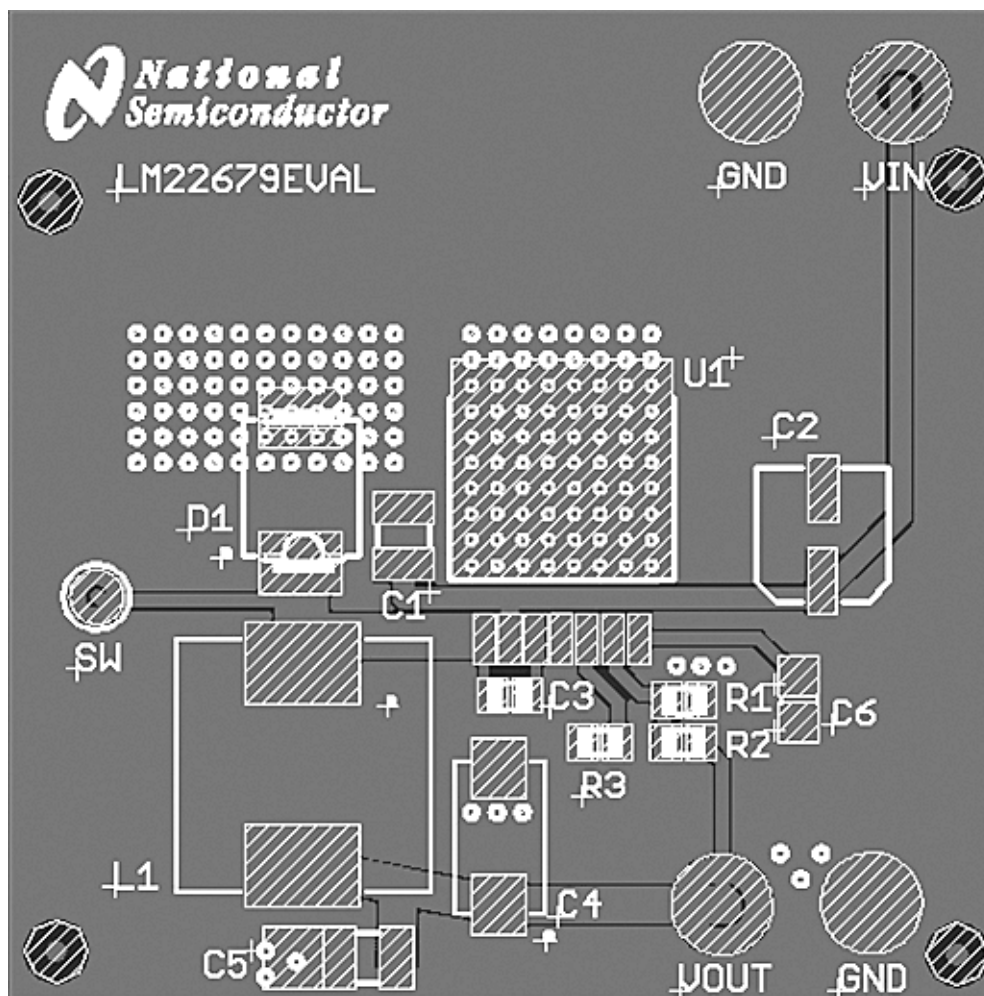 National
Semiconductor
LM22679EVAL
GND
VIN
U1
C2
D1
C1
SW
C3
R1
C6
R2
R3
L1
C4
C5
VOUT
GND